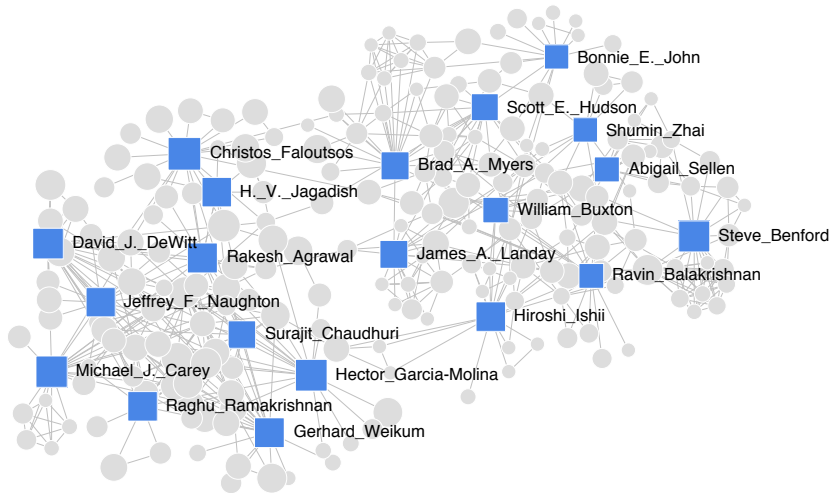 Bonnie_E._John
Scott_E._Hudson
Shumin_Zhai
Christos_Faloutsos
Brad_A._Myers
Abigail_Sellen
H._V._Jagadish
William_Buxton
Steve_Benford
David_J._DeWitt
Rakesh_Agrawal
James_A._Landay
Ravin_Balakrishnan
Jeffrey_F._Naughton
Hiroshi_Ishii
Surajit_Chaudhuri
Michael_J._Carey
Hector_Garcia-Molina
Raghu_Ramakrishnan
Gerhard_Weikum